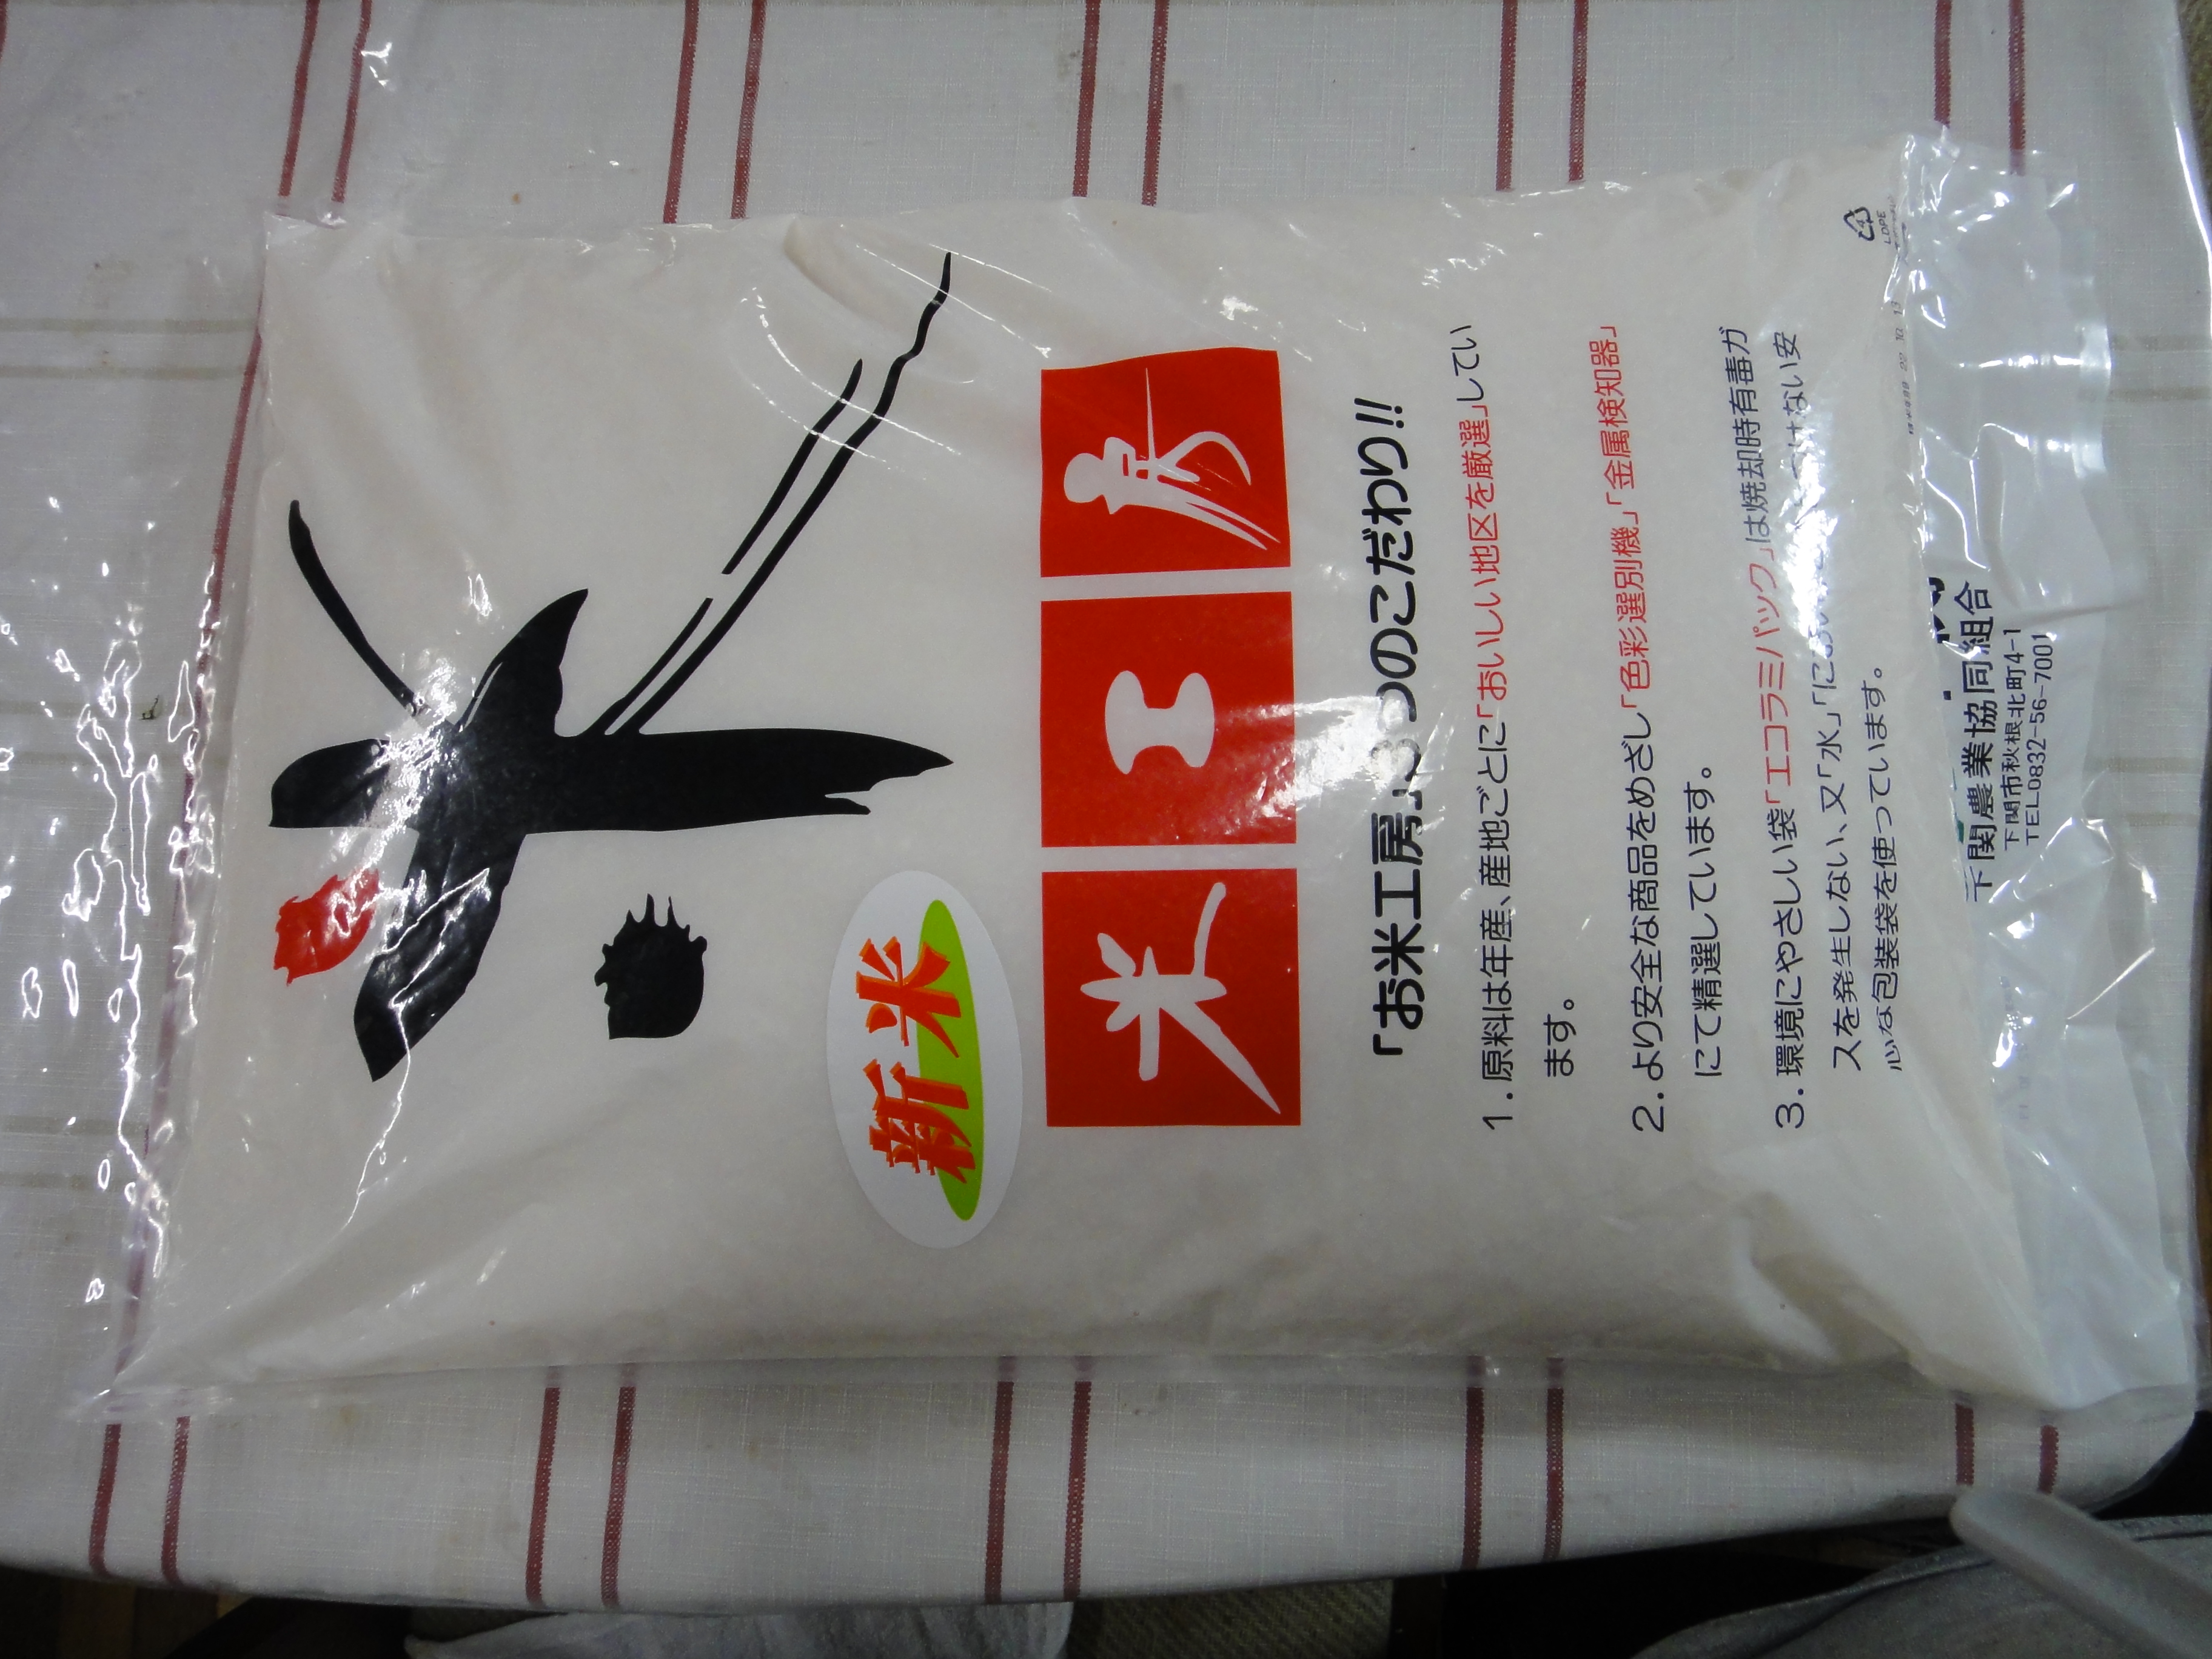 米
新米
米工房
「お米工房」3つのこだわり!!
1. 原料は年産、産地ごとに「おいしい地区を厳選」してい
ます。
2. より安全な商品をめざし「色彩選別機」「金属検知器」
にて精選しています。
3. 環境にやさしい袋「エコラミパック」は焼却時有毒ガ
スを発生しない、又「水」「におい はない安
心な包装袋を使っています。
4
LDPE
下関農業協同組合
下関市秋根北町4-1
TEL0832-56-7001